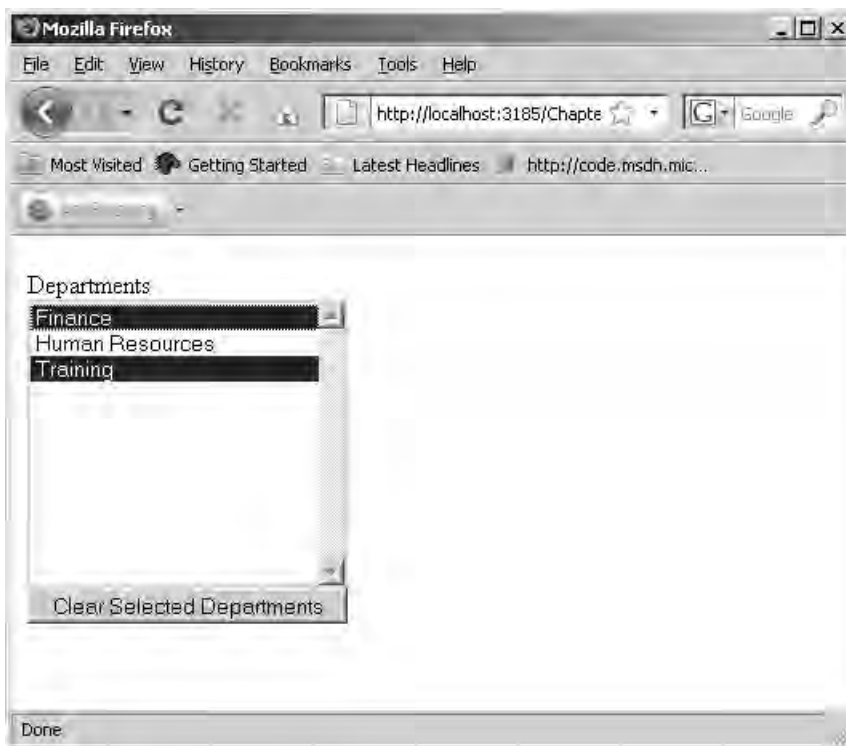 Mozilla Firefox
File Edit View History Bookmarks Tools Help
http://localhost:3185/Chapte G Google
Most Visited Getting Started Latest Headlines http://code.msdn.mic...
Departments
Finance
Human Resources
Training
Clear Selected Departments
Done